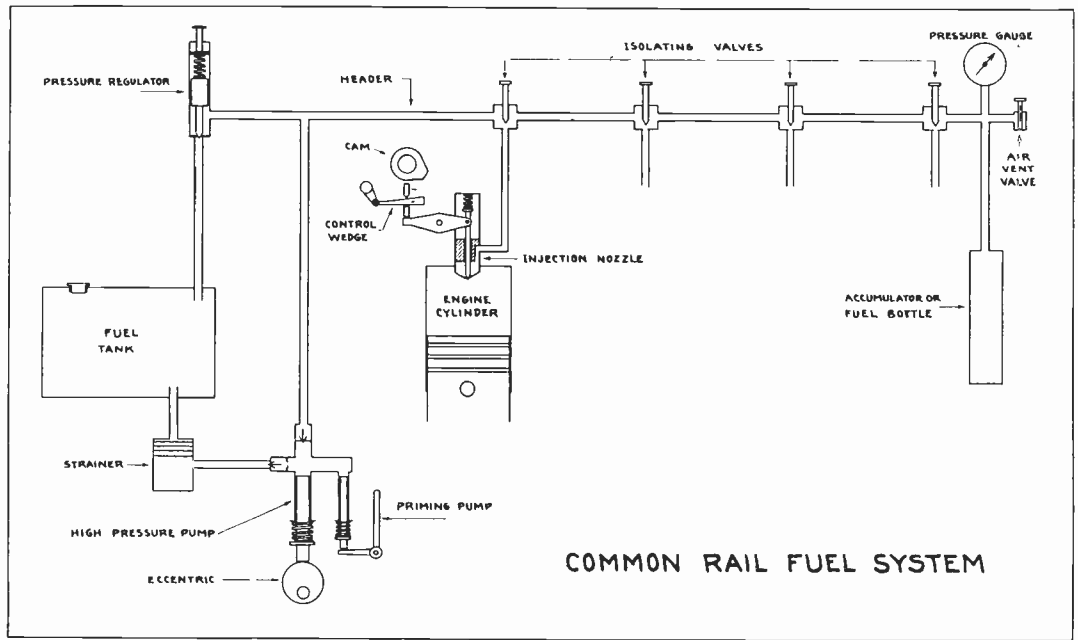 PRESSURE REGULATOR
HEADER
ISOLATING VALVES
PRESSURE GAUGE
AIR
VENT
VALVE
CAM
CONTROL
WEDGE
INJECTION NOZZLE
ENGINE
CYLINDER
ACCUMULATOR OR
FUEL BOTTLE
FUEL
TANK
STRAINER
HIGH PRESSURE PUMP
PRIMING PUMP
ECCENTRIC
COMMON RAIL FUEL SYSTEM